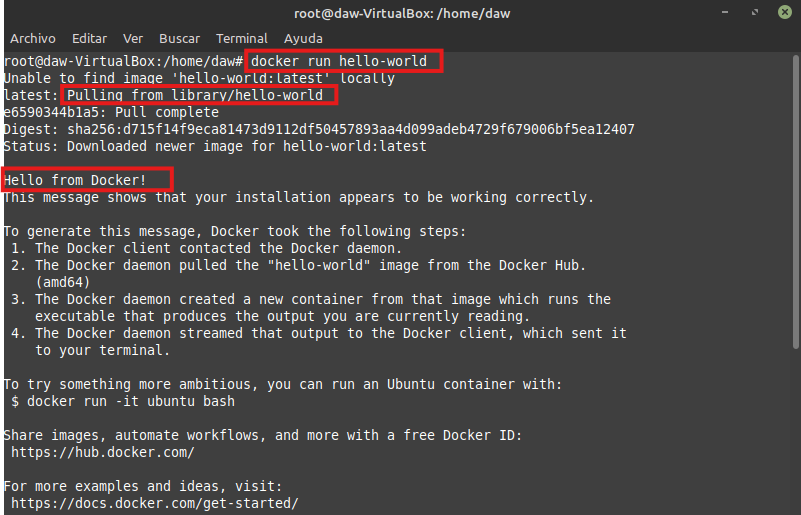 root@daw-VirtualBox: /home/daw
Archivo Editar Ver Buscar Terminal Ayuda
root@daw-VirtualBox:/home/daw# docker run hello-world
Unable to find image 'hello-world:latest' locally
latest: Pulling from library/hello-world
e6590344b1a5: Pull complete
Digest: sha256:d715f14f9eca81473d9112df50457893aa4d099adeb4729f679006bf5ea12407
Status: Downloaded newer image for hello-world:latest
Hello from Docker!
This message shows that your installation appears to be working correctly.
To generate this message, Docker took the following steps:
1. The Docker client contacted the Docker daemon.
2. The Docker daemon pulled the "hello-world" image from the Docker Hub.
(amd64)
3. The Docker daemon created a new container from that image which runs the
executable that produces the output you are currently reading.
4. The Docker daemon streamed that output to the Docker client, which sent it
to your terminal.
To try something more ambitious, you can run an Ubuntu container with:
$ docker run -it ubuntu bash
Share images, automate workflows, and more with a free Docker ID:
https://hub.docker.com/
For more examples and ideas, visit:
https://docs.docker.com/get-started/